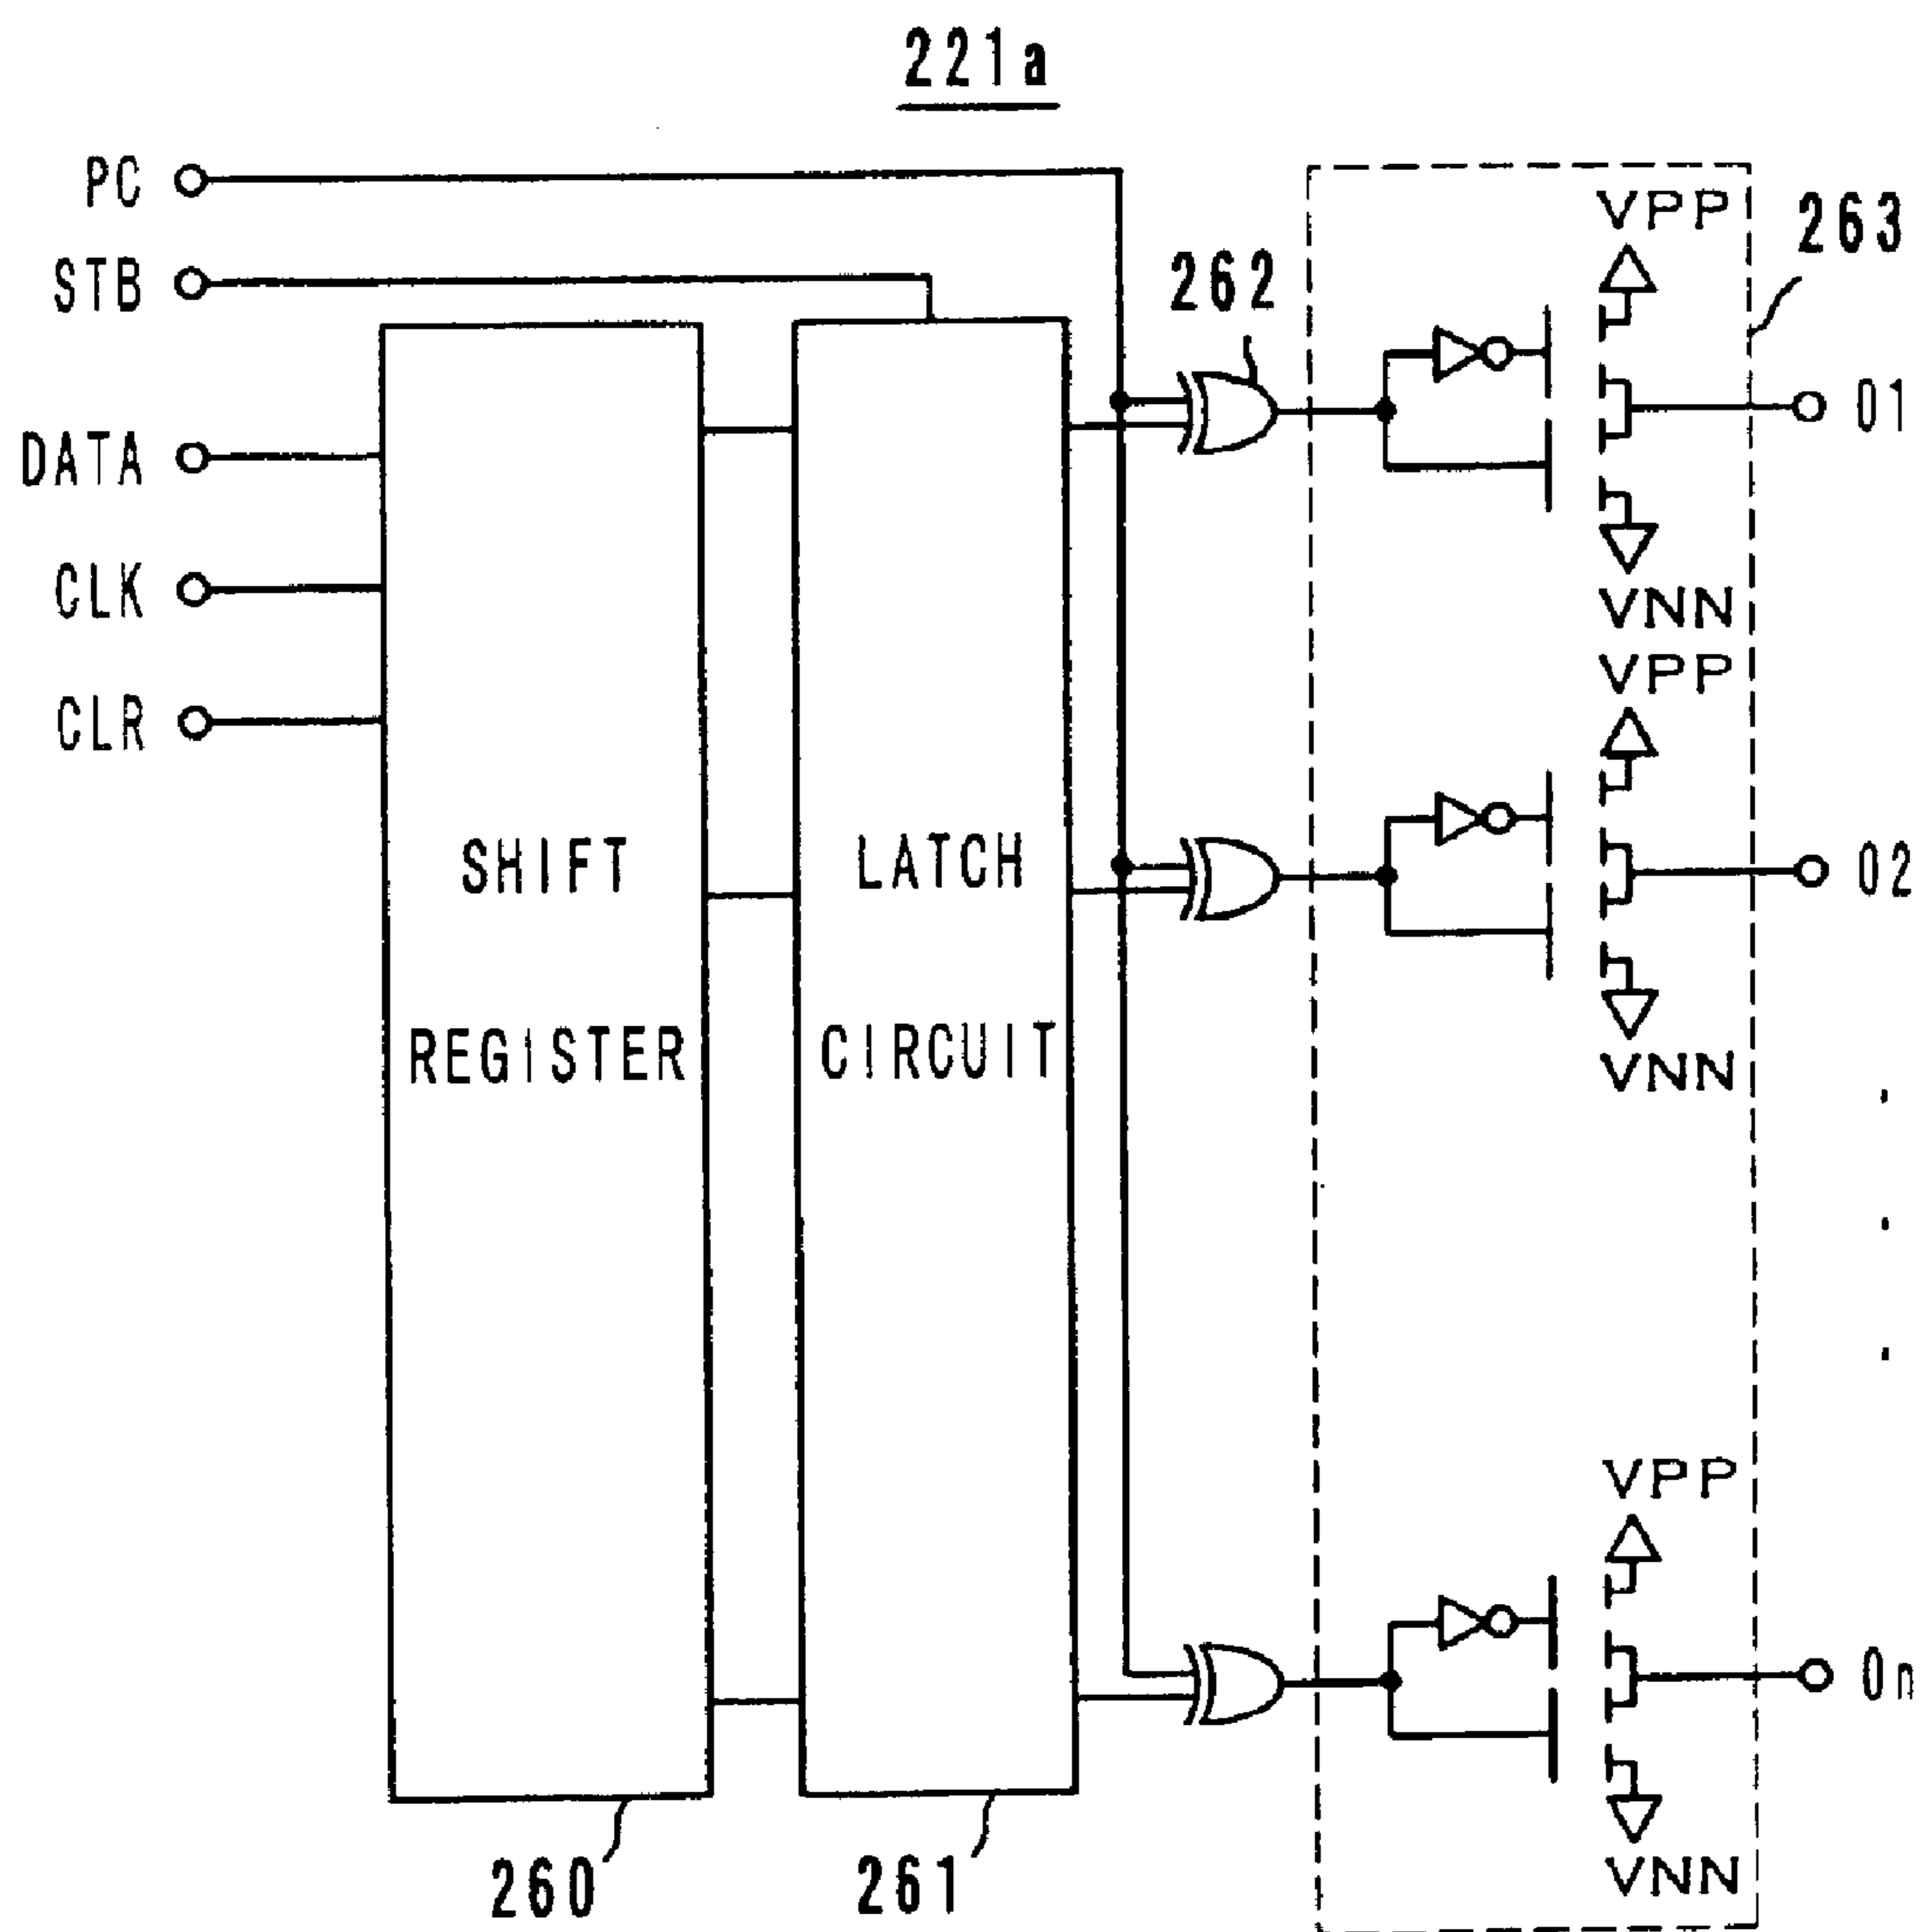 221a
PC
STB
DATA
CLK
CLR
SHIFT
REGISTER
LATCH
CIRCUIT
262
263
VPP
01
VNN
VPP
02
VNN
VPP
0n
VNN
260
261